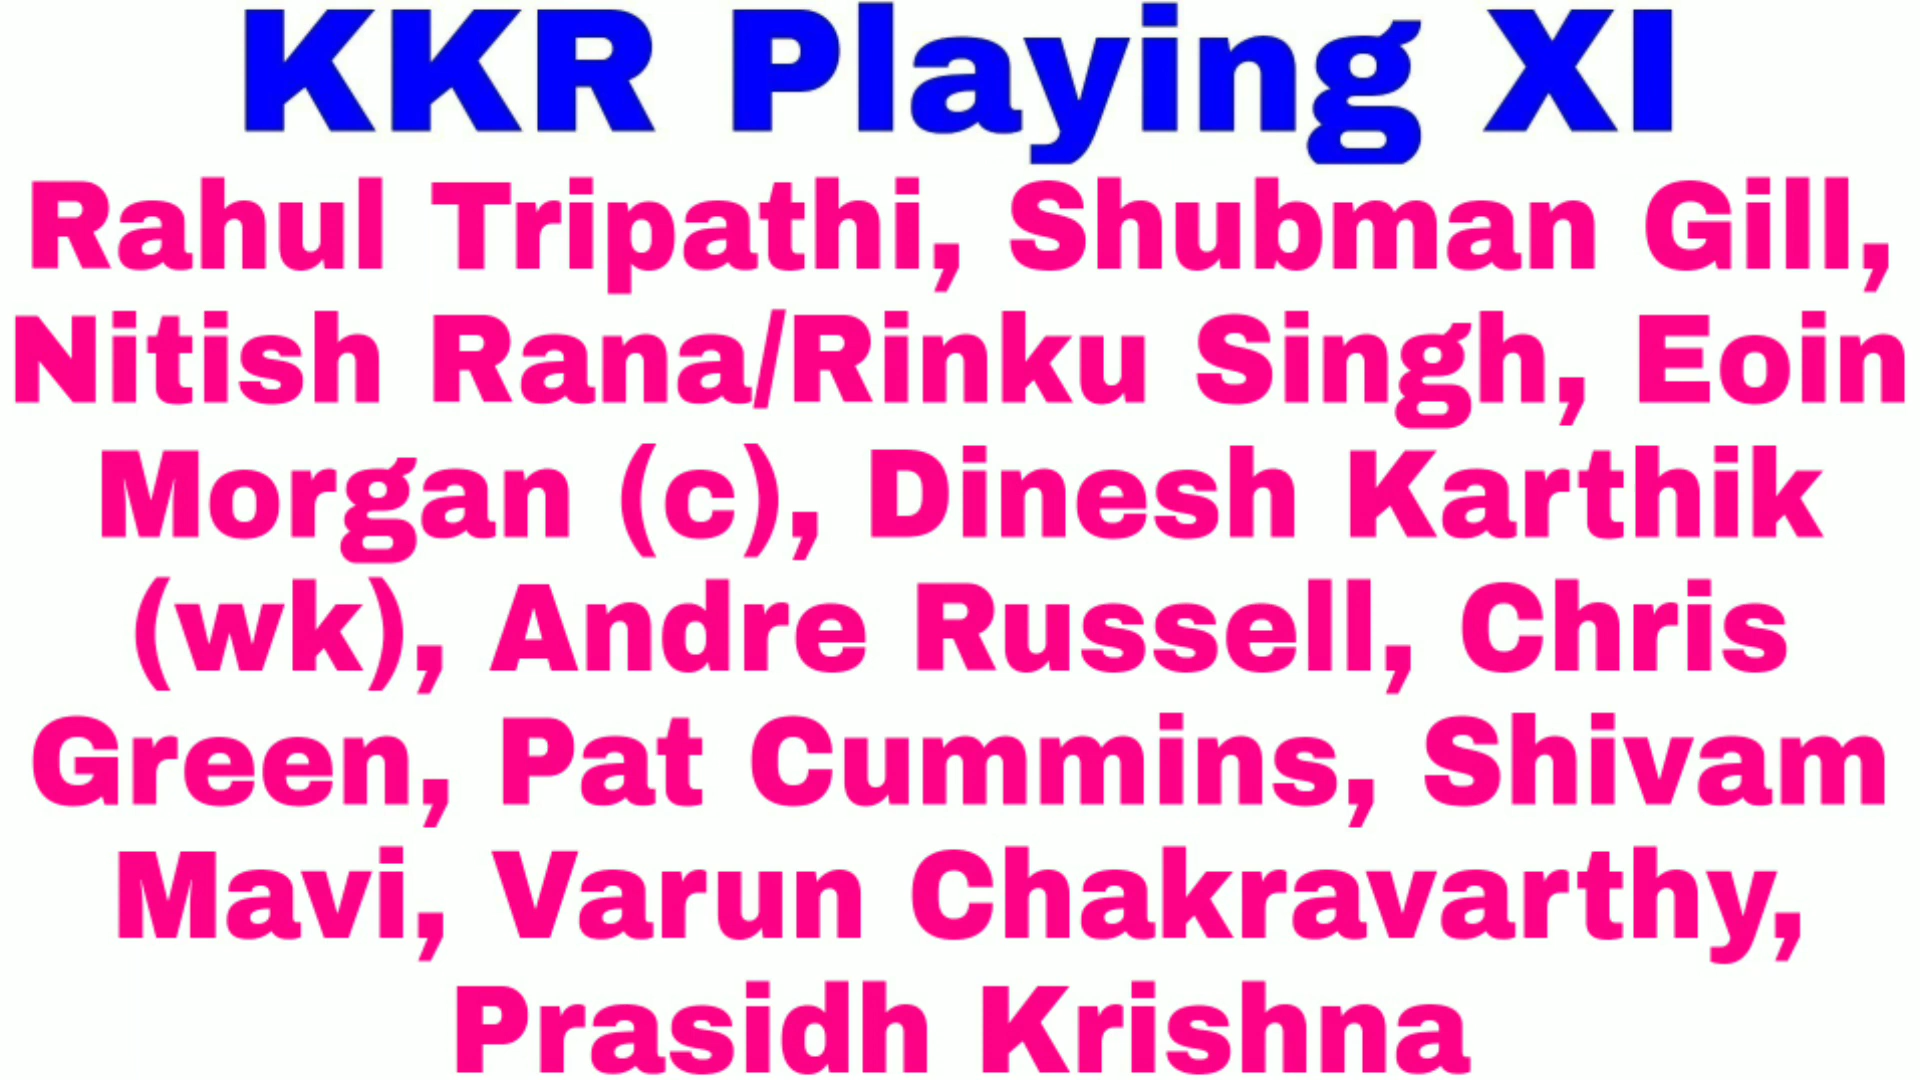 KKR Playing XI
Rahul Tripathi, Shubman Gill,
Nitish Rana/Rinku Singh, Eoin
Morgan (c), Dinesh Karthik
(wk), Andre Russell, Chris
Green, Pat Cummins, Shivam
Mavi, Varun Chakravarthy,
Prasidh Krishna